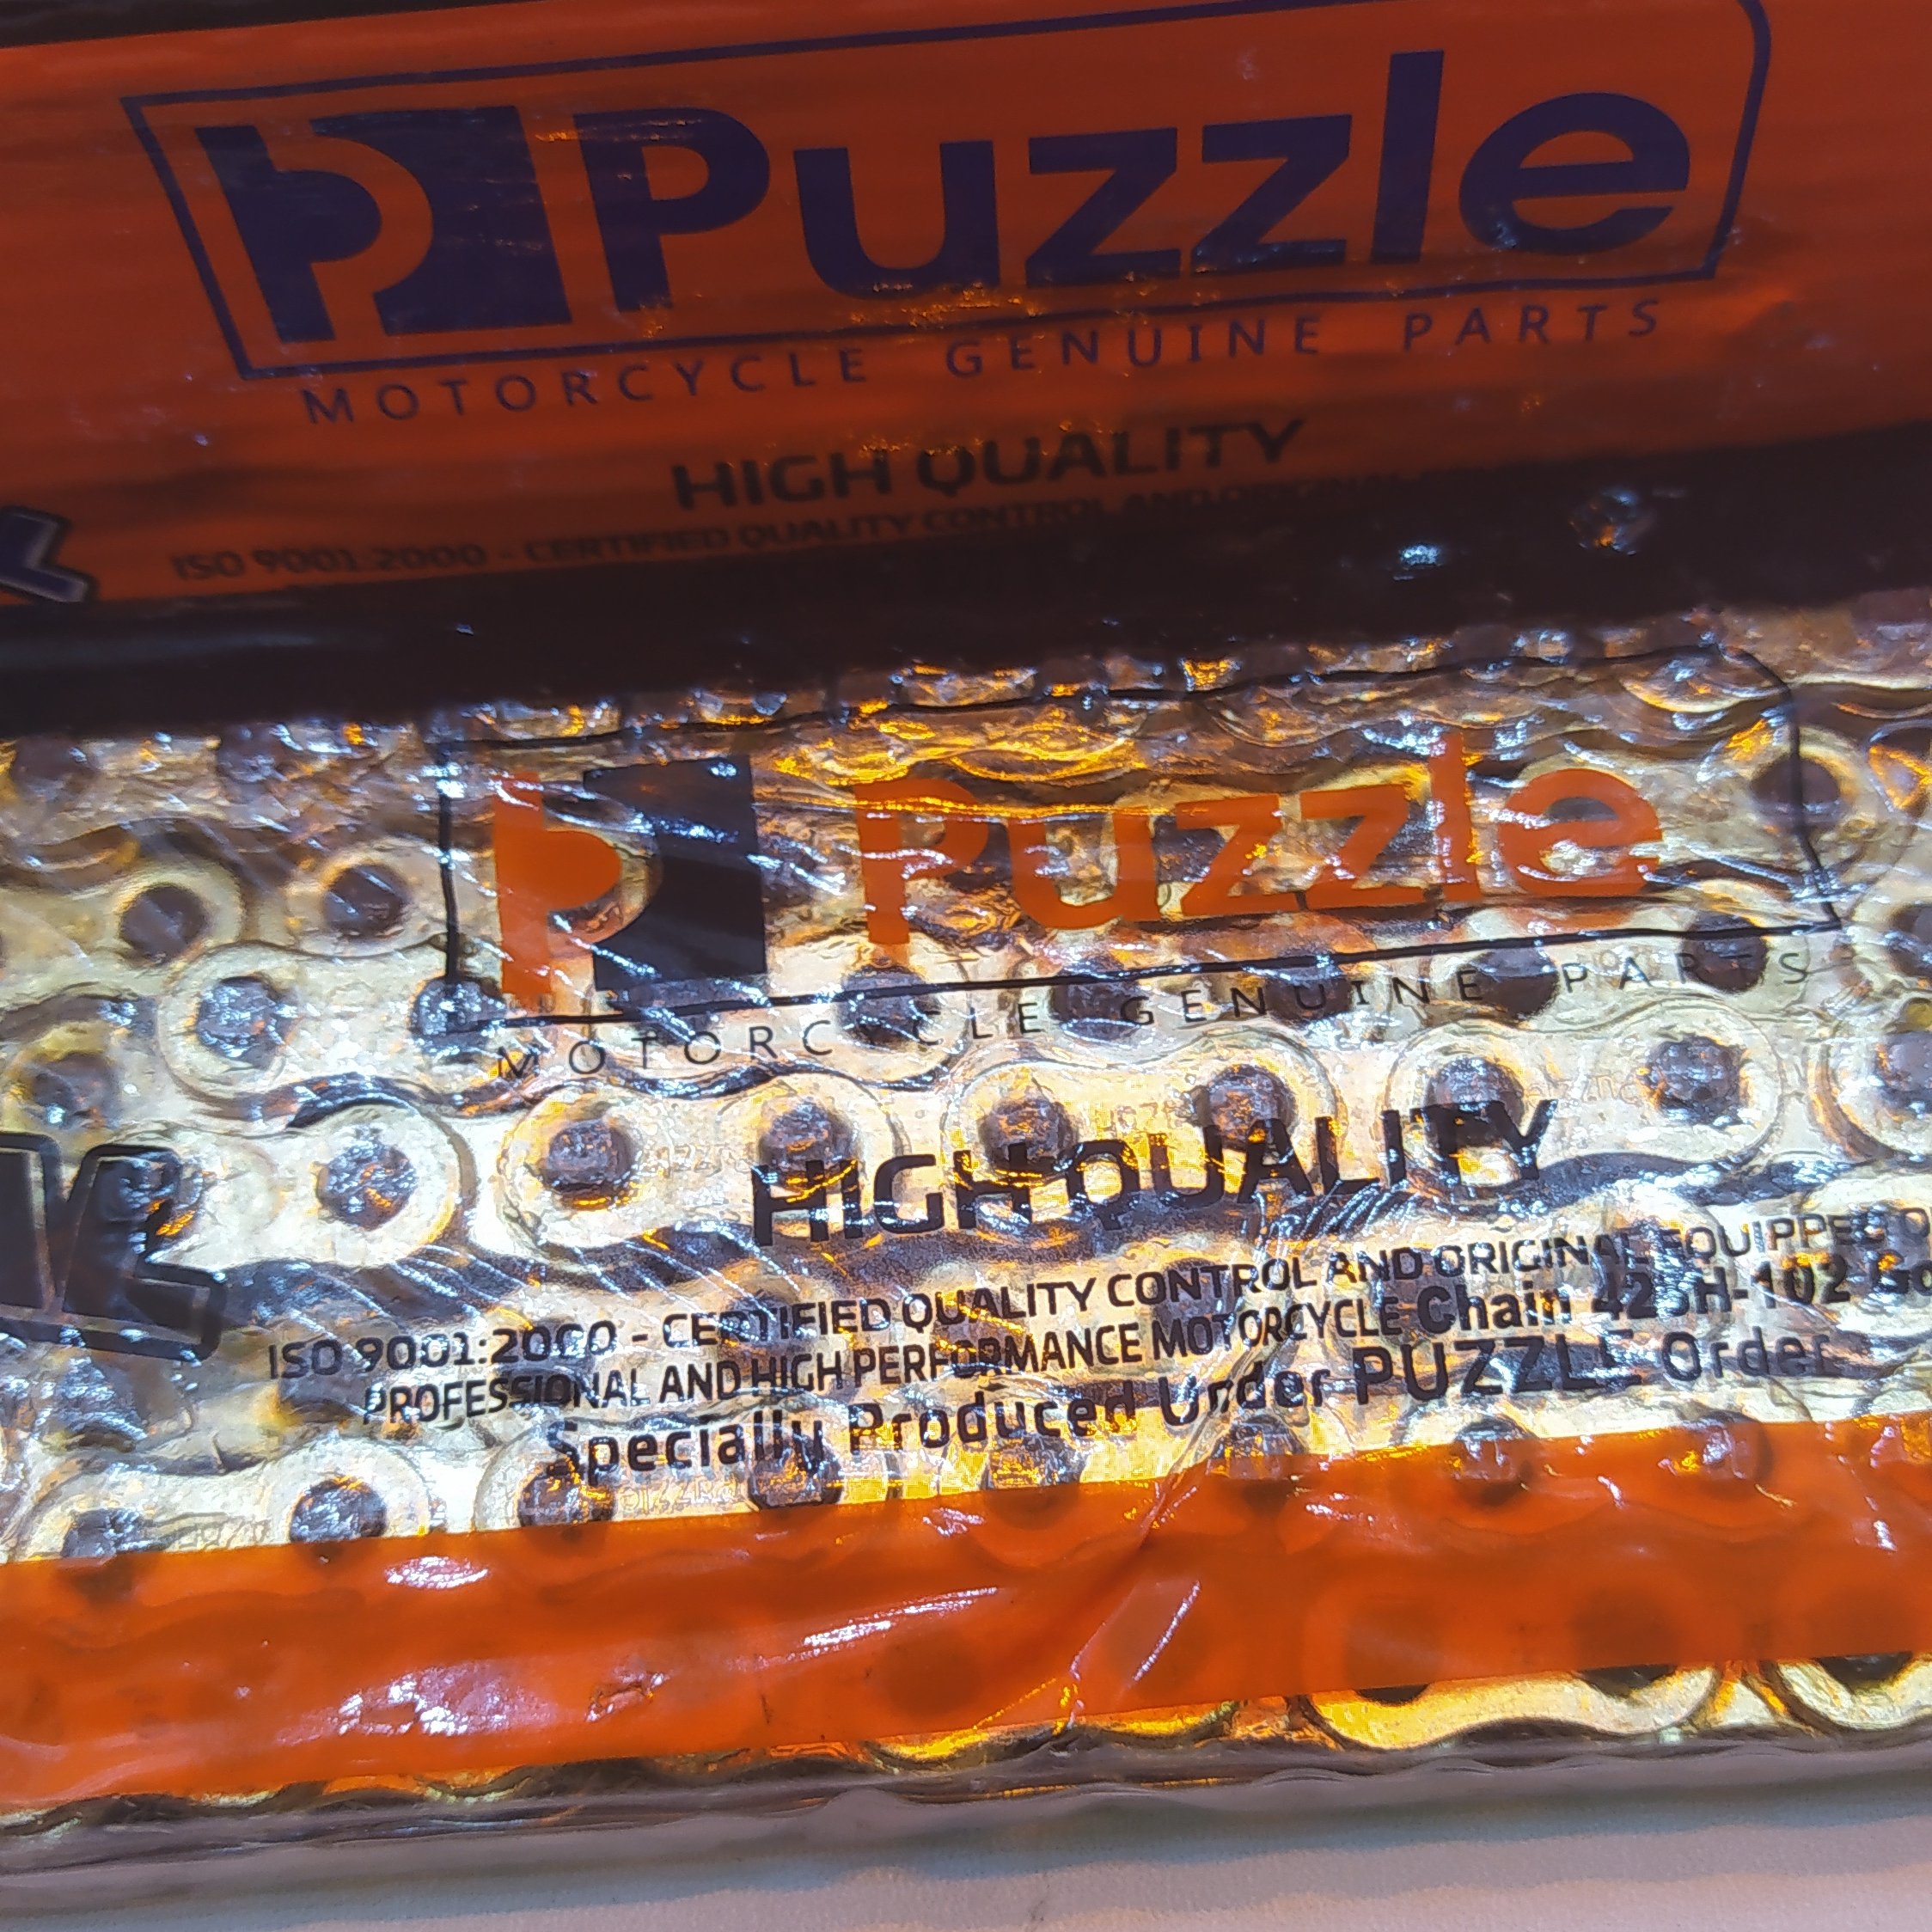 Puzzle
MOTORCYCLE GENUINE PARTS
HIGH QUALITY
ISO 9001:2000 - CERTIFIED QUALITY CONTROL AND ORIGINAL
Puzzle
MOTORCYCLE GENUINE PARTS
HIGH QUALITY
ISO 9001:2000 - CERTIFIED QUALITY CONTROL AND ORIGINAL EQUIPPED
PROFESSIONAL AND HIGH PERFORMANCE MOTORCYCLE Chain 428H-102
Specially Produced Under PUZZLE Order